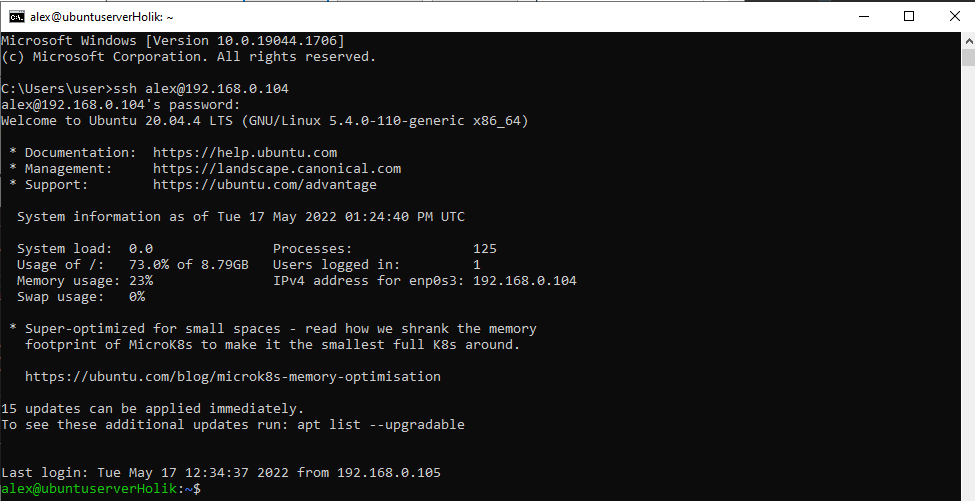 alex@ubuntuserverHolik: ~
Microsoft Windows [Version 10.0.19044.1706]
(c) Microsoft Corporation. All rights reserved.
C:\Users\user>ssh alex@192.168.0.104
alex@192.168.0.104's password:
Welcome to Ubuntu 20.04.4 LTS (GNU/Linux 5.4.0-110-generic x86_64)
* Documentation:  https://help.ubuntu.com
* Management:     https://landscape.canonical.com
* Support:        https://ubuntu.com/advantage
System information as of Tue 17 May 2022 01:24:40 PM UTC
System load:  0.0               Processes:               125
Usage of /:   73.0% of 8.79GB   Users logged in:         1
Memory usage: 23%               IPv4 address for enp0s3: 192.168.0.104
Swap usage:   0%
* Super-optimized for small spaces - read how we shrank the memory
footprint of MicroK8s to make it the smallest full K8s around.
https://ubuntu.com/blog/microk8s-memory-optimisation
15 updates can be applied immediately.
To see these additional updates run: apt list --upgradable
Last login: Tue May 17 12:34:37 2022 from 192.168.0.105
alex@ubuntuserverHolik:~$